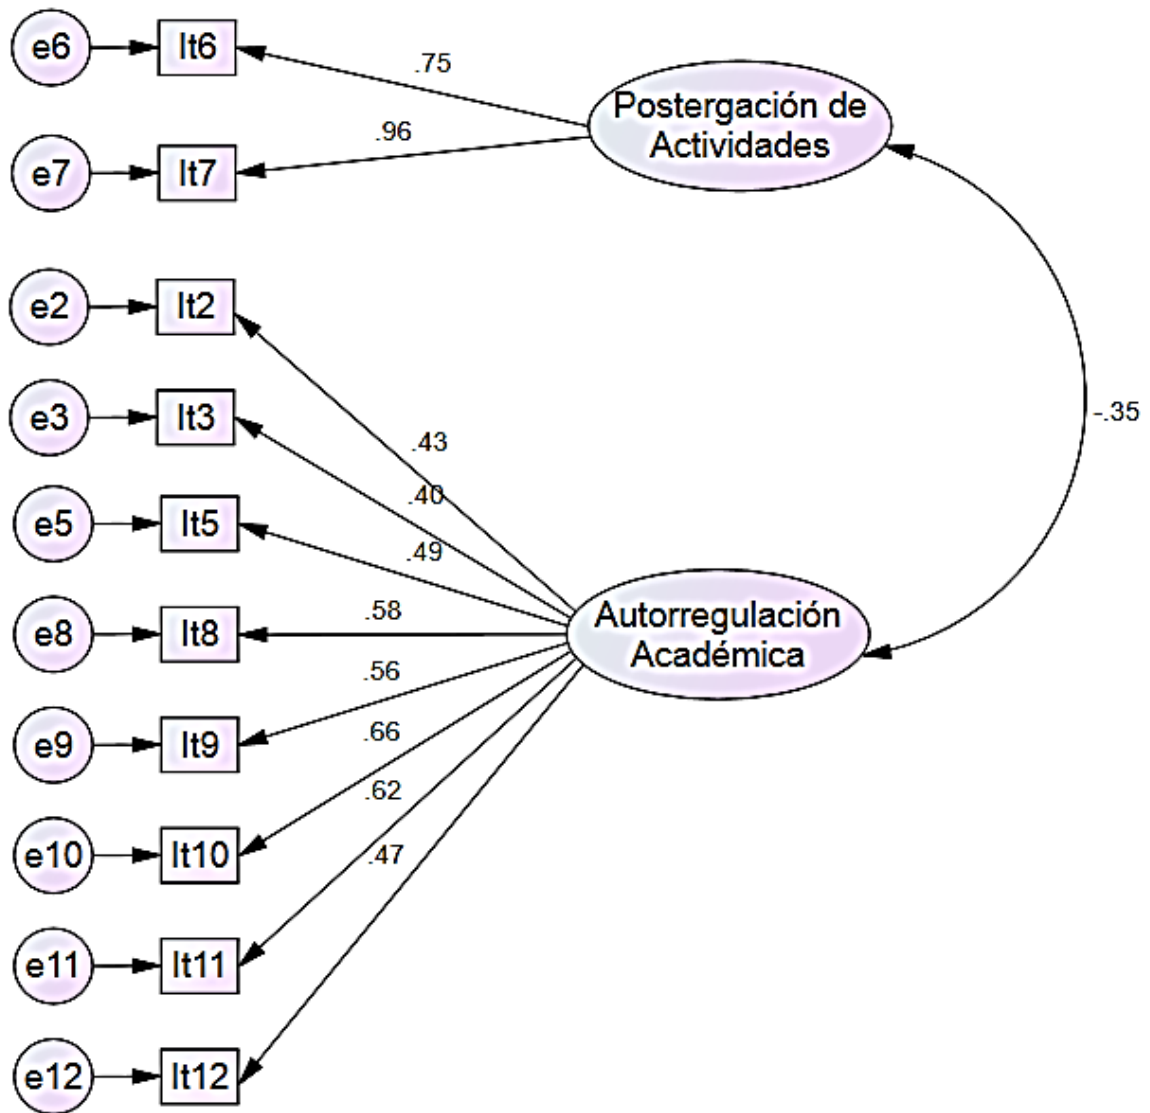 e6 It6
.75
Postergación de
Actividades
.96
e7 It7
e2 It2
e3 It3
-.35
.43
.40
e5 It5
.49
e8 It8
.58
Autorregulación
Académica
.56
e9 It9
.66
.62
e10 It10
.47
e11 It11
e12 It12